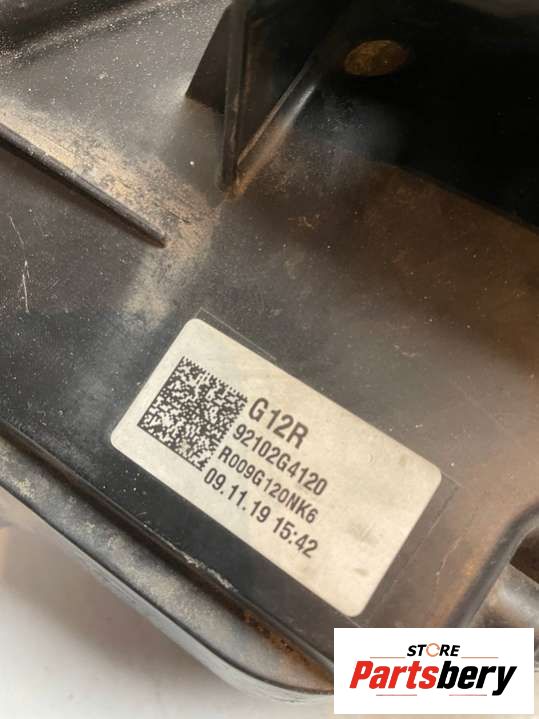 G12R
92102G4120
R009G120NK6
09.11.19 15:42
STORE
Partsbery